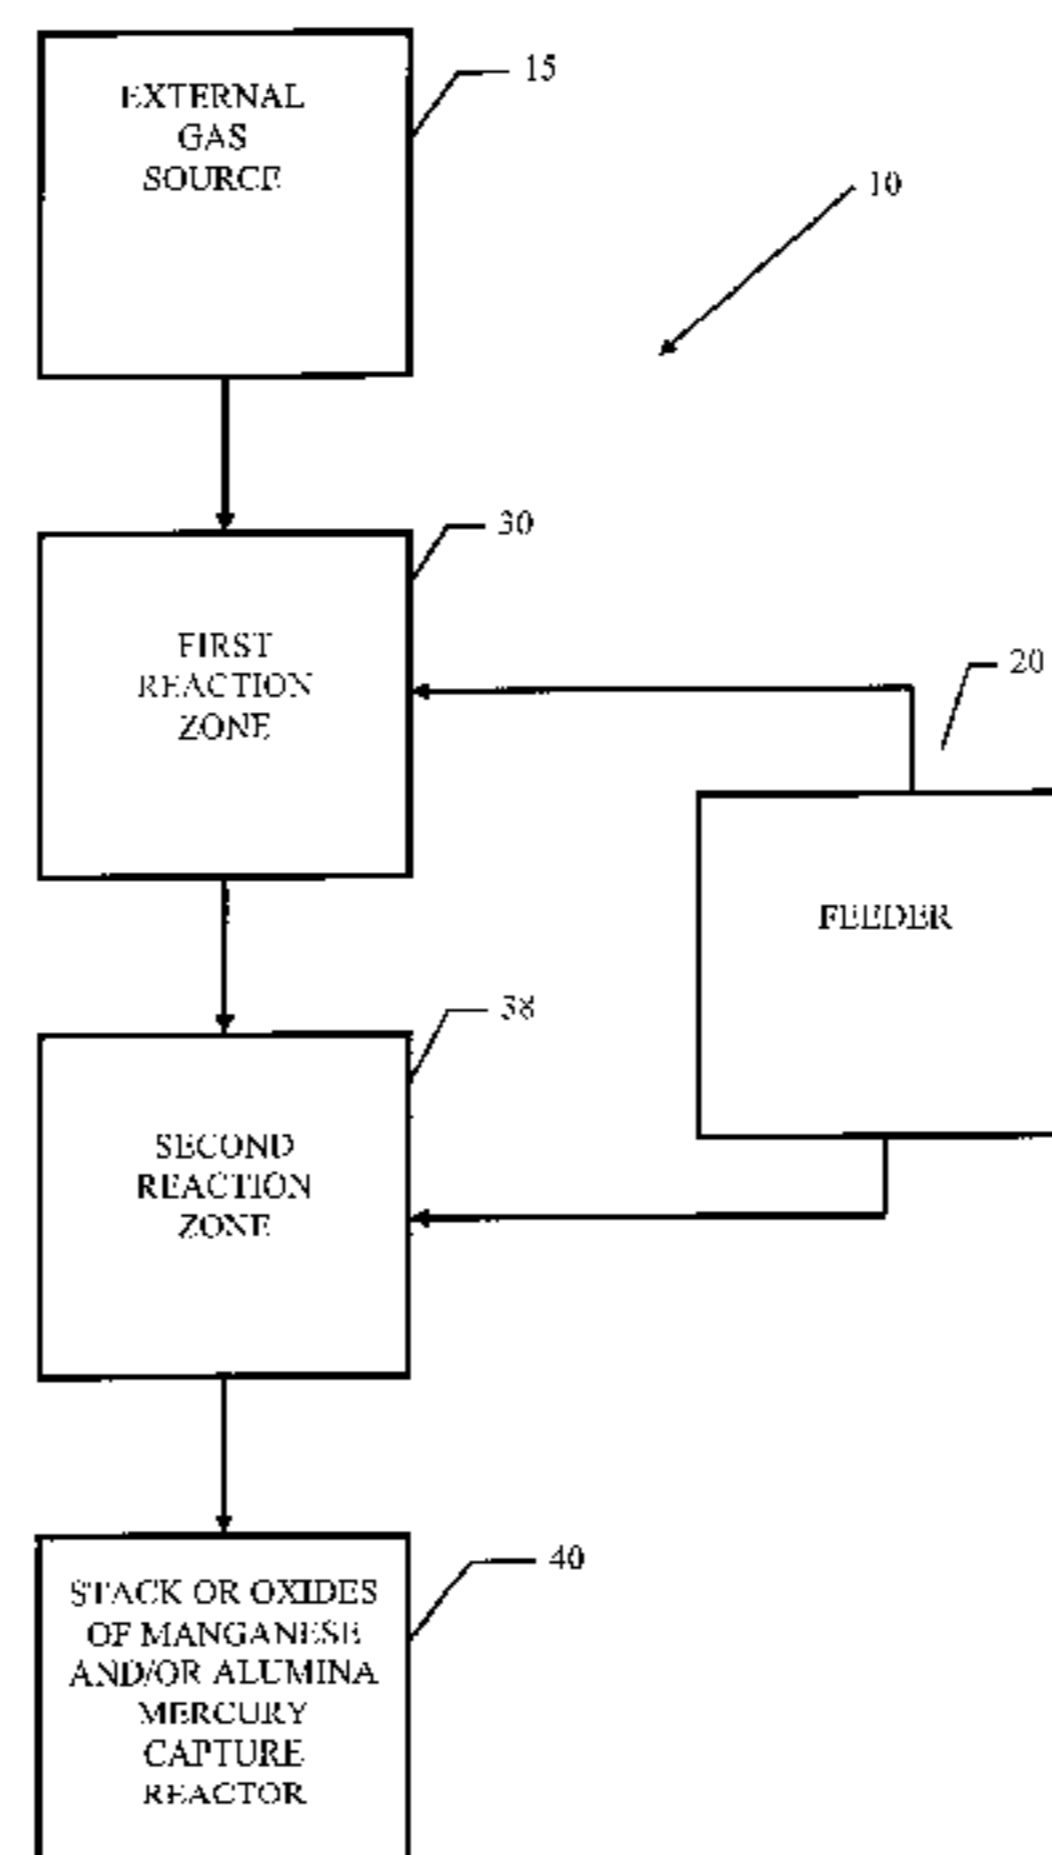 EXTERNAL
GAS
SOURCE
15
10
30
FIRST
REACTION
ZONE
20
FEEDER
38
SECOND
REACTION
ZONE
40
STACK OR OXIDES
OF MANGANESE
AND/OR ALUMINA
MERCURY
CAPTURE
REACTOR